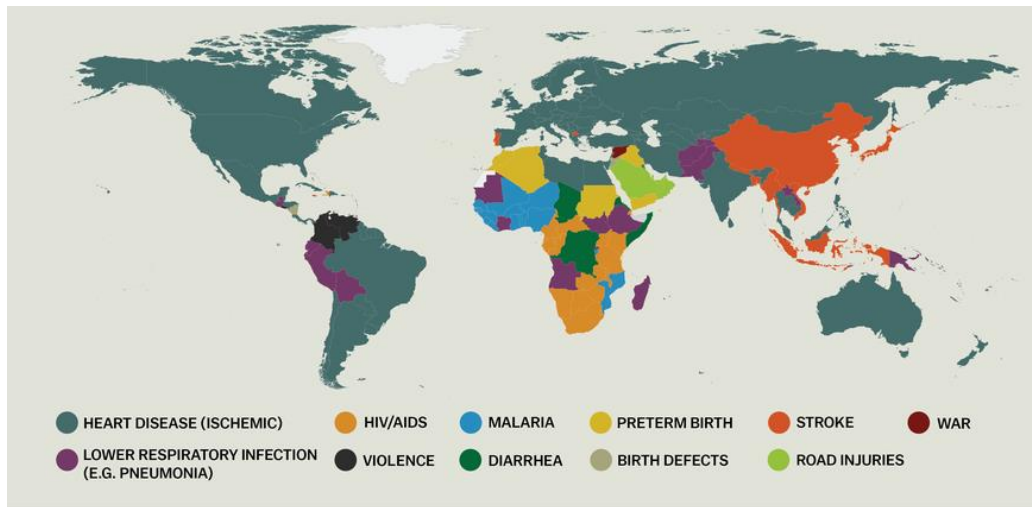 HEART DISEASE (ISCHEMIC)
HIV/AIDS
MALARIA
PRETERM BIRTH
STROKE
WAR
LOWER RESPIRATORY INFECTION
(E.G. PNEUMONIA)
VIOLENCE
DIARRHEA
BIRTH DEFECTS
ROAD INJURIES